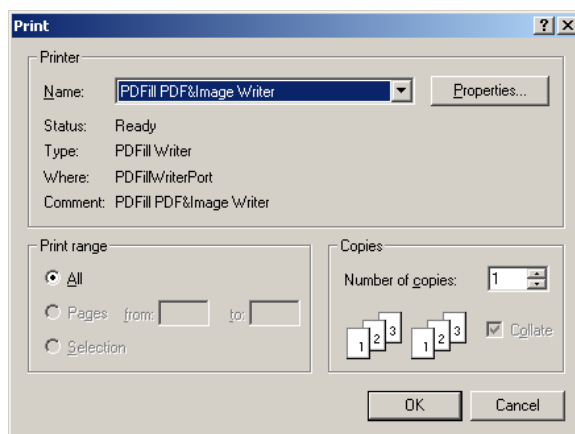 Print
Printer
Name: PDFill PDF&Image Writer Properties...
Status: Ready
Type: PDFill Writer
Where: PDFillWriterPort
Comment: PDFill PDF&Image Writer
Print range
All
Pages from: to:
Selection
Copies
Number of copies: 1
1 2 3 1 2 3 Collate
OK Cancel